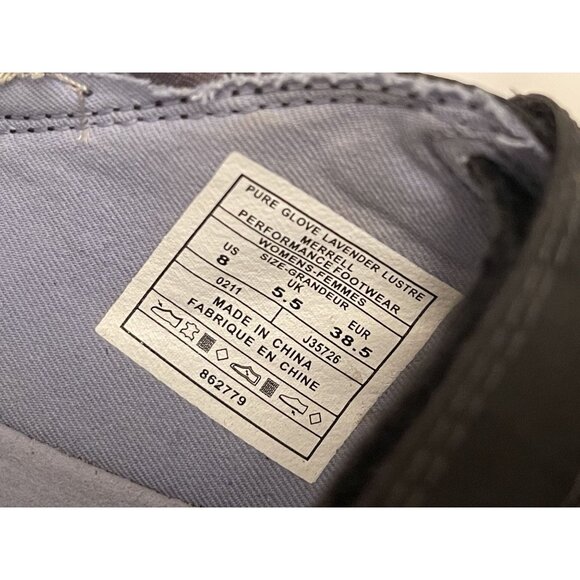 PURE GLOVE LAVENDER LUSTRE
MERRELL
PERFORMANCE FOOTWEAR
WOMENS-FEMMES
SIZE-GRANDEUR
US UK EUR
8 5.5 38.5
0211 J35726
MADE IN CHINA
FABRIQUE EN CHINE
862779